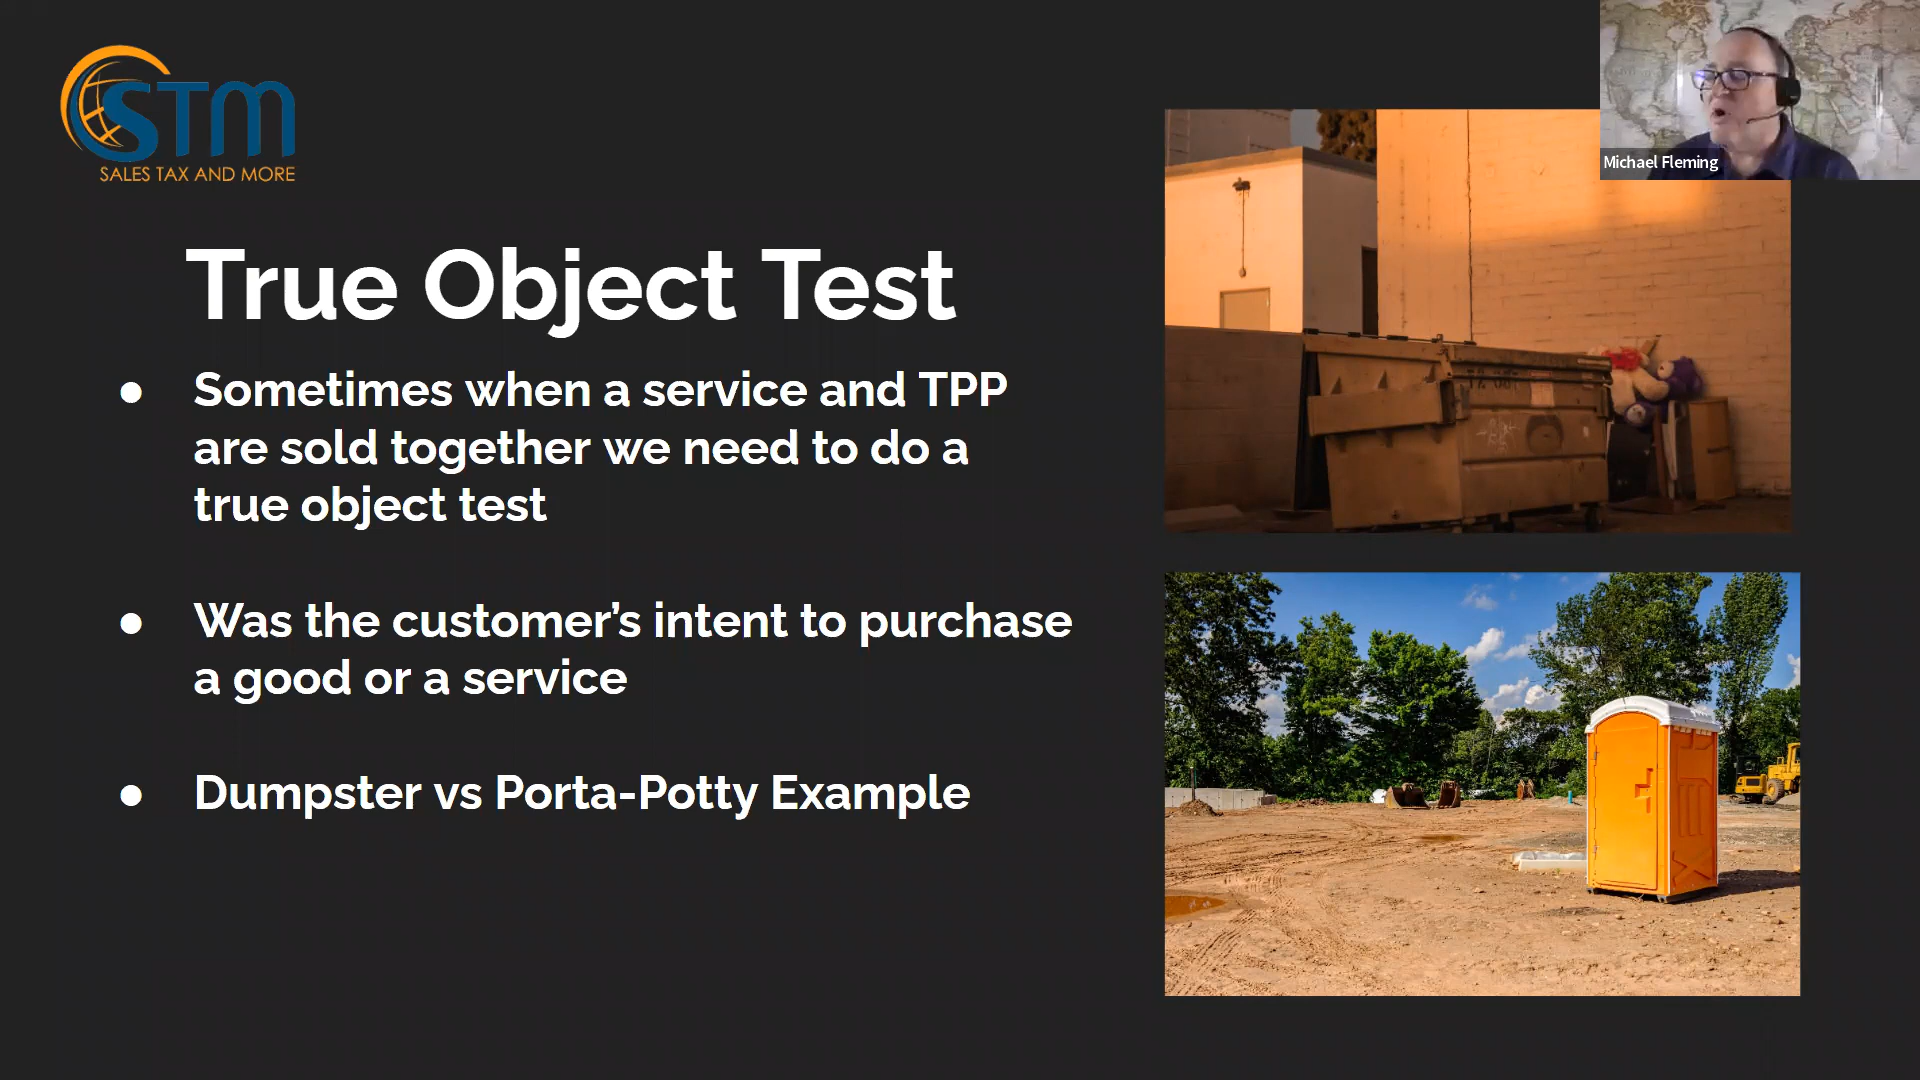 STM
SALES TAX AND MORE
Michael Fleming
True Object Test
● Sometimes when a service and TPP
are sold together we need to do a
true object test
● Was the customer’s intent to purchase
a good or a service
● Dumpster vs Porta-Potty Example